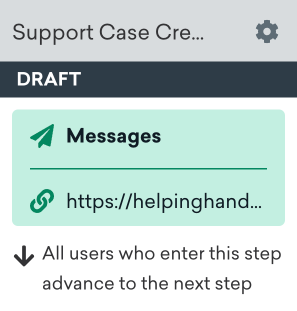 Support Case Cre...
DRAFT
Messages
https://helpinghand...
All users who enter this step
advance to the next step